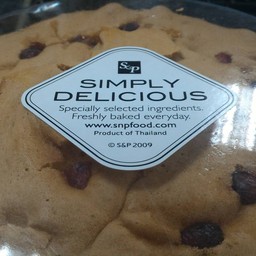 S&P
SIMPLY
DELICIOUS
Specially selected ingredients.
Freshly baked everyday.
www.snpfood.com
Product of Thailand
© S&P 2009